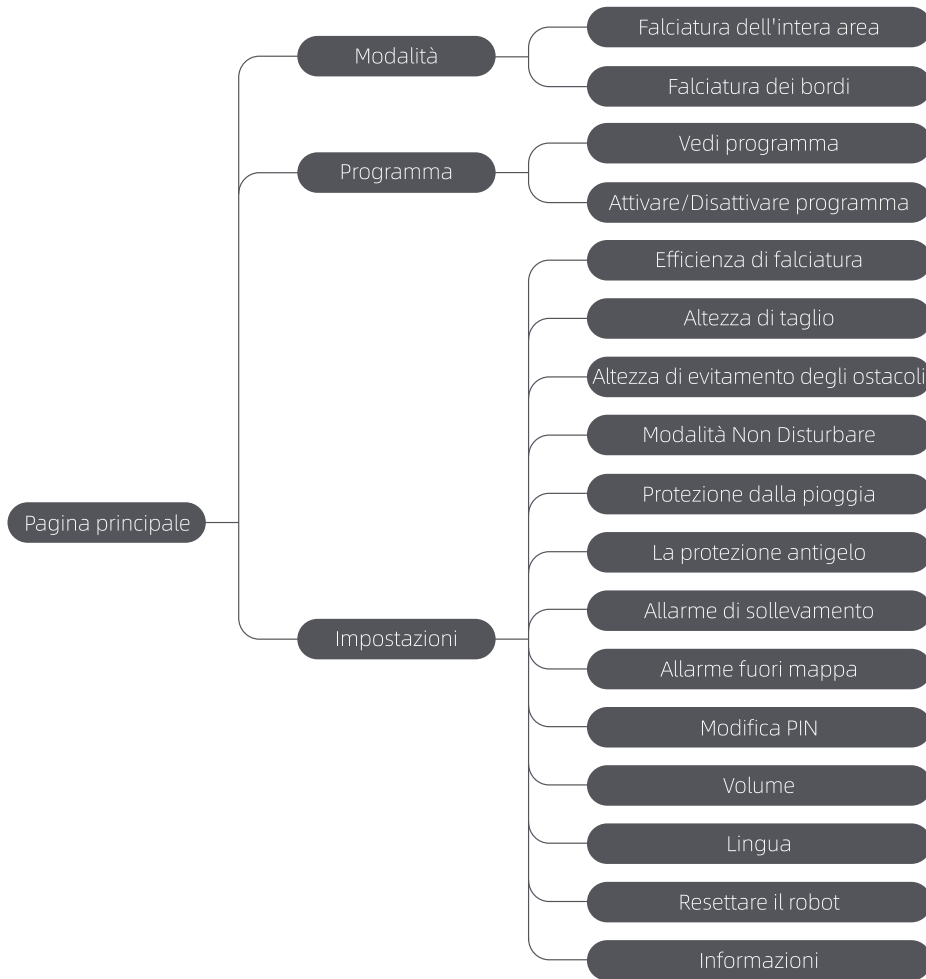 Pagina principale
Modalità
Falciatura dell'intera area
Falciatura dei bordi
Programma
Vedi programma
Attivare/Disattivare programma
Impostazioni
Efficienza di falciatura
Altezza di taglio
Altezza di evitamento degli ostacoli
Modalità Non Disturbare
Protezione dalla pioggia
La protezione antigelo
Allarme di sollevamento
Allarme fuori mappa
Modifica PIN
Volume
Lingua
Resettare il robot
Informazioni